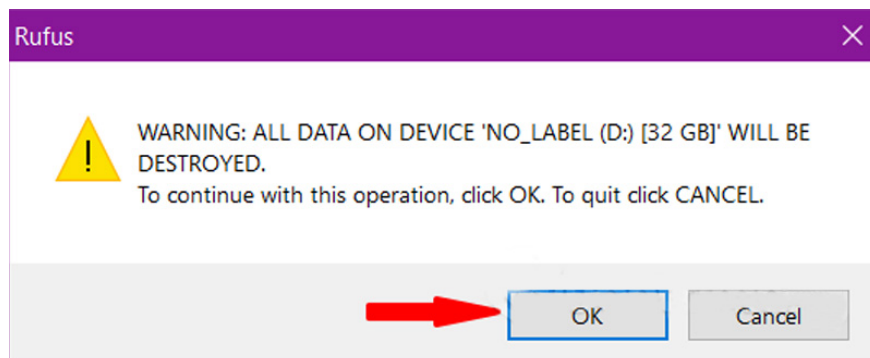 Rufus
WARNING: ALL DATA ON DEVICE 'NO_LABEL (D:) [32 GB]' WILL BE
DESTROYED.
To continue with this operation, click OK. To quit click CANCEL.
OK
Cancel